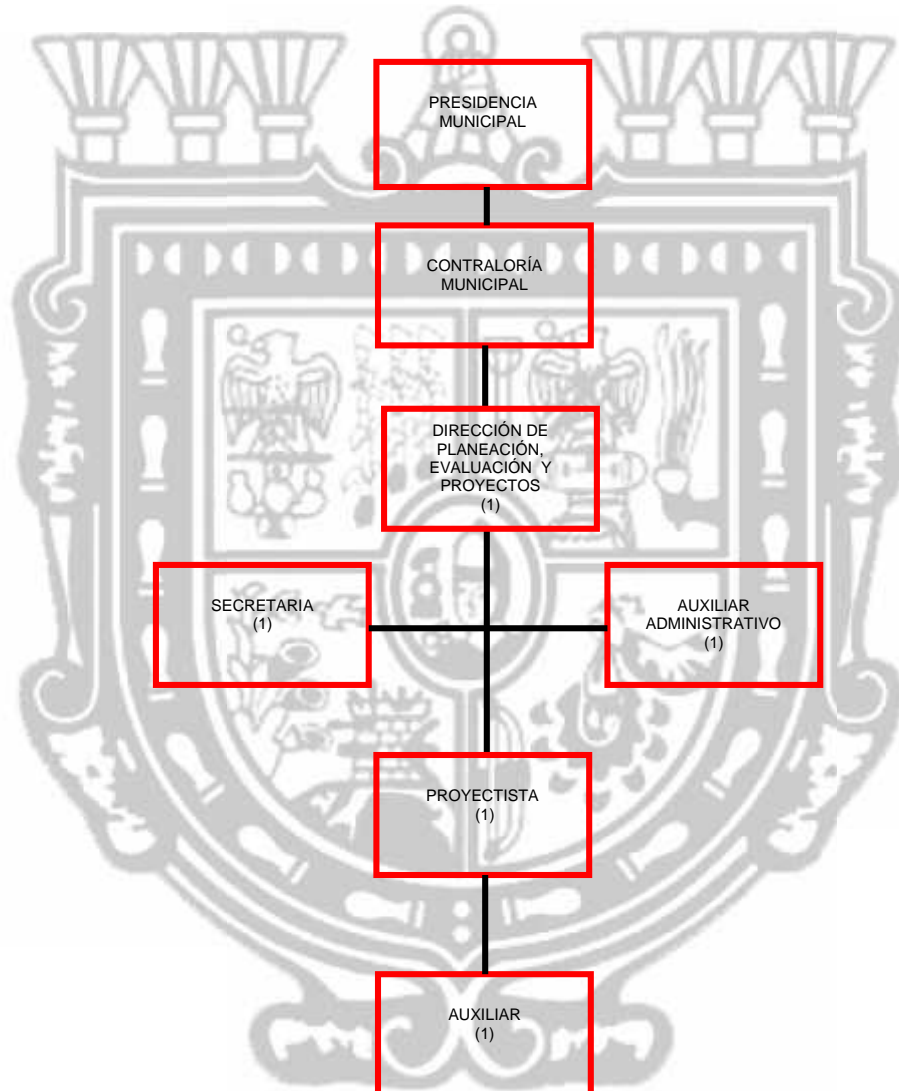 PRESIDENCIA
MUNICIPAL
CONTRALORÍA
MUNICIPAL
DIRECCIÓN DE
PLANEACIÓN,
EVALUACIÓN Y
PROYECTOS
(1)
SECRETARIA
(1)
AUXILIAR
ADMINISTRATIVO
(1)
PROYECTISTA
(1)
AUXILIAR
(1)